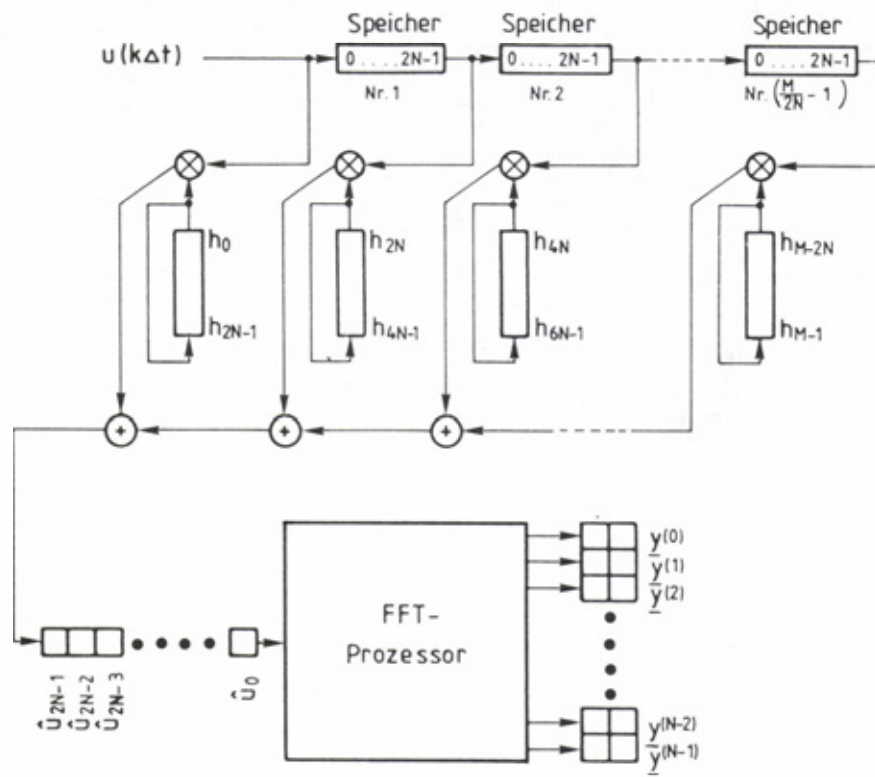 Speicher Speicher Speicher
u(kΔt) 0....2N-1 0....2N-1 0....2N-1
Nr. 1 Nr. 2 Nr. (M/2N - 1)
h₀ h₂N h₄N h_M-2N
h₂N-1 h₄N-1 h₆N-1 h_M-1
+ + +
y(0)
y(1)
y(2)
FFT-
Prozessor
û₂N-1 û₂N-2 û₂N-3 û₀
y(N-2)
y(N-1)